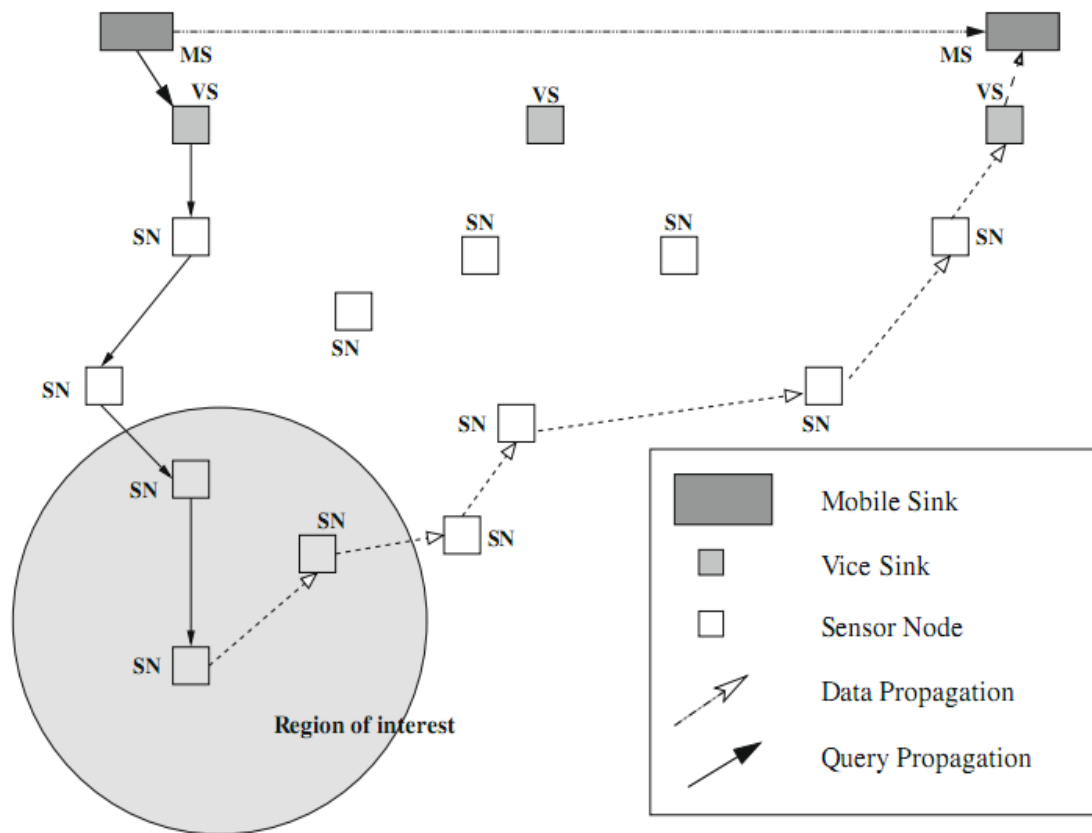 MS
MS
VS
VS
VS
SN
SN
SN
SN
SN
SN
SN
SN
SN
SN
SN
SN
Region of interest
Mobile Sink
Vice Sink
Sensor Node
Data Propagation
Query Propagation